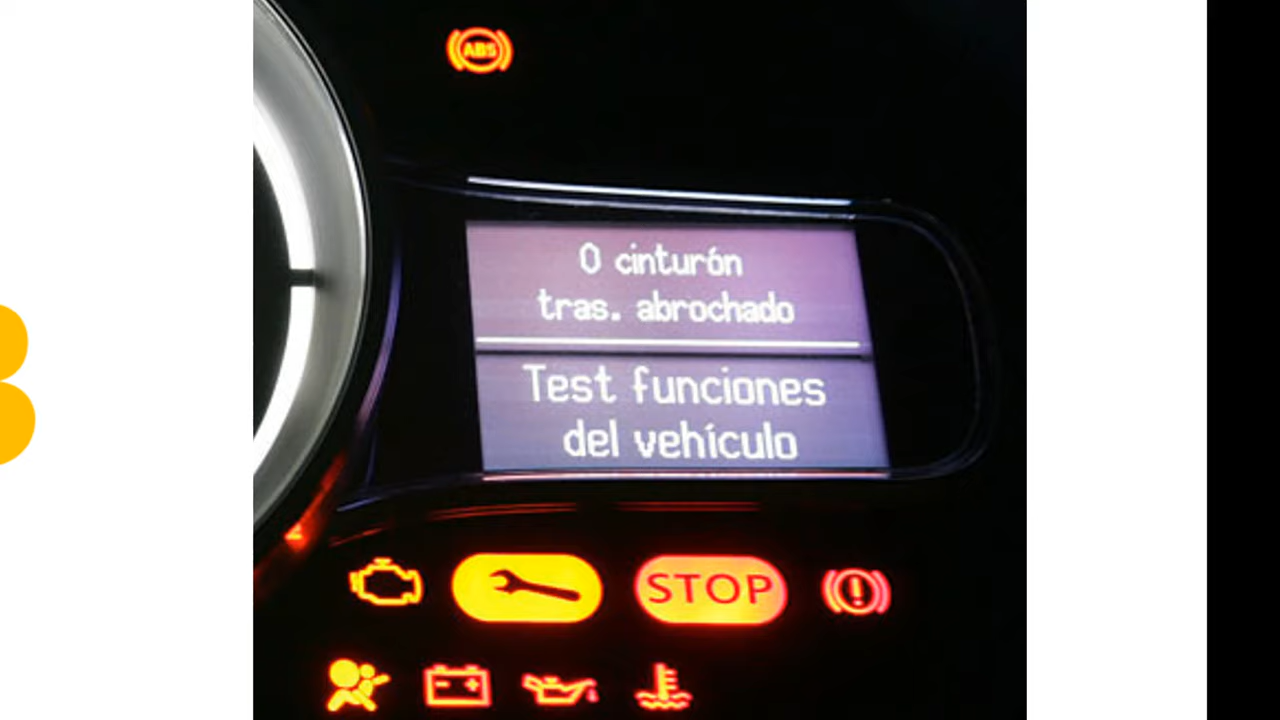 ABS
0 cinturón
tras. abrochado
Test funciones
del vehículo
STOP